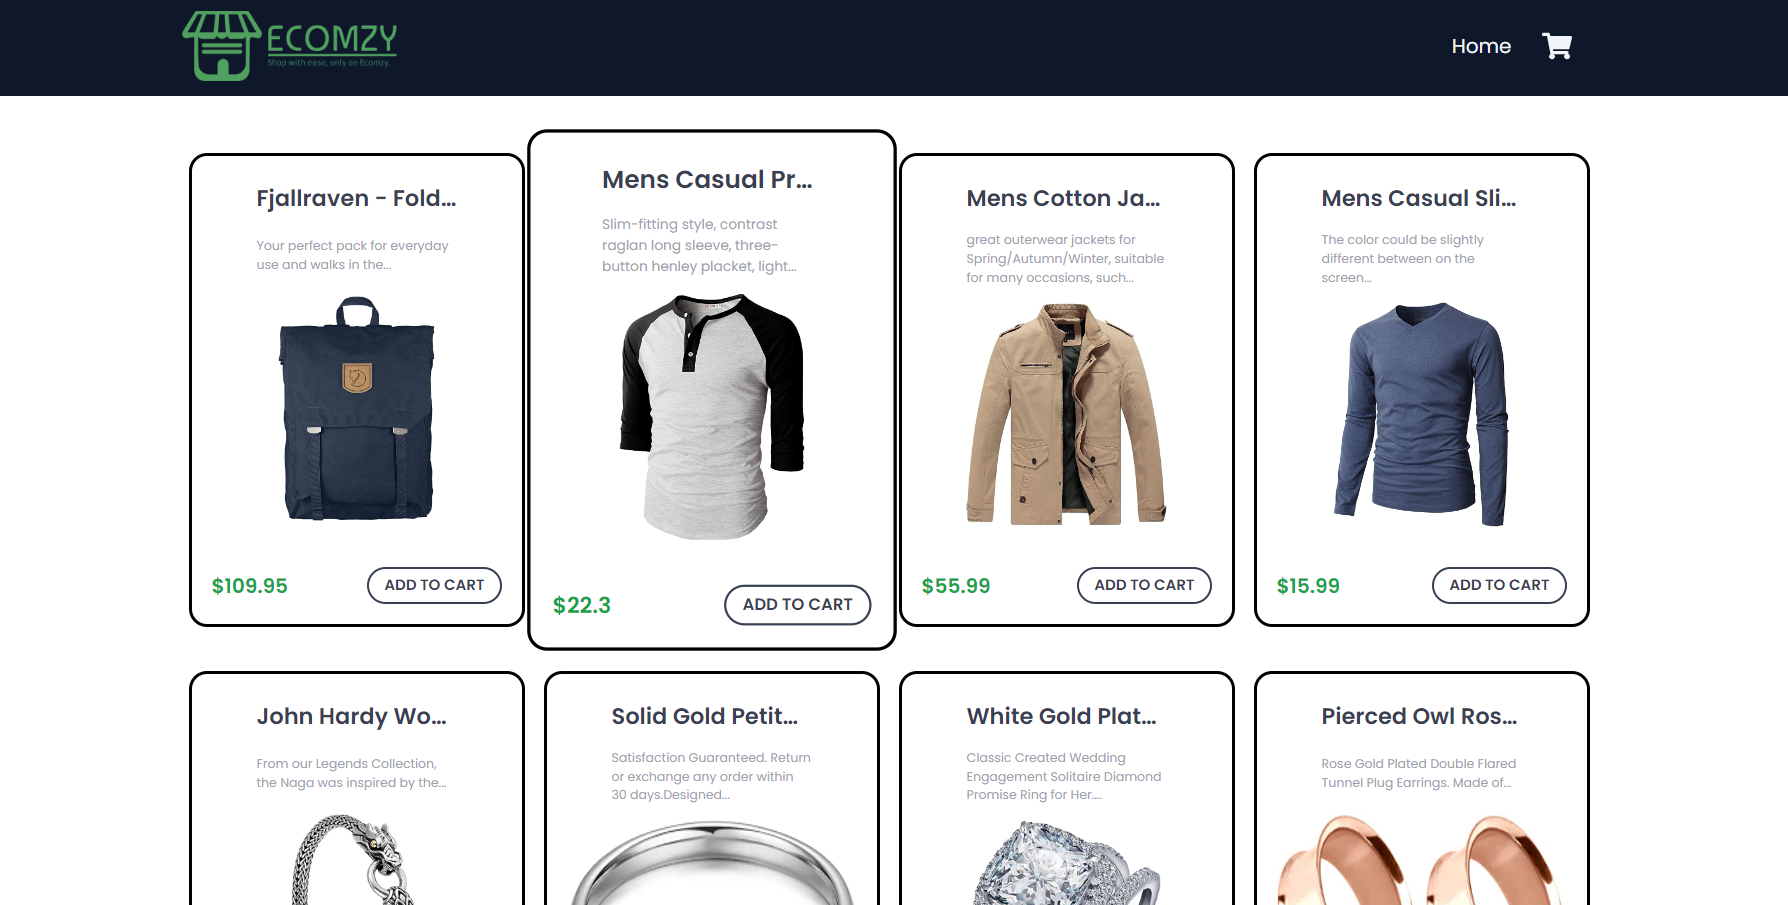 ECOMZY
Shop with ease, only on Ecomzy.
Home
Fjallraven - Fold...
Your perfect pack for everyday
use and walks in the...
$109.95
ADD TO CART
Mens Casual Pr...
Slim-fitting style, contrast
raglan long sleeve, three-
button henley placket, light...
$22.3
ADD TO CART
Mens Cotton Ja...
great outerwear jackets for
Spring/Autumn/Winter, suitable
for many occasions, such...
$55.99
ADD TO CART
Mens Casual Sli...
The color could be slightly
different between on the
screen...
$15.99
ADD TO CART
John Hardy Wo...
From our Legends Collection,
the Naga was inspired by the...
Solid Gold Petit...
Satisfaction Guaranteed. Return
or exchange any order within
30 days.Designed...
White Gold Plat...
Classic Created Wedding
Engagement Solitaire Diamond
Promise Ring for Her....
Pierced Owl Ros...
Rose Gold Plated Double Flared
Tunnel Plug Earrings. Made of...